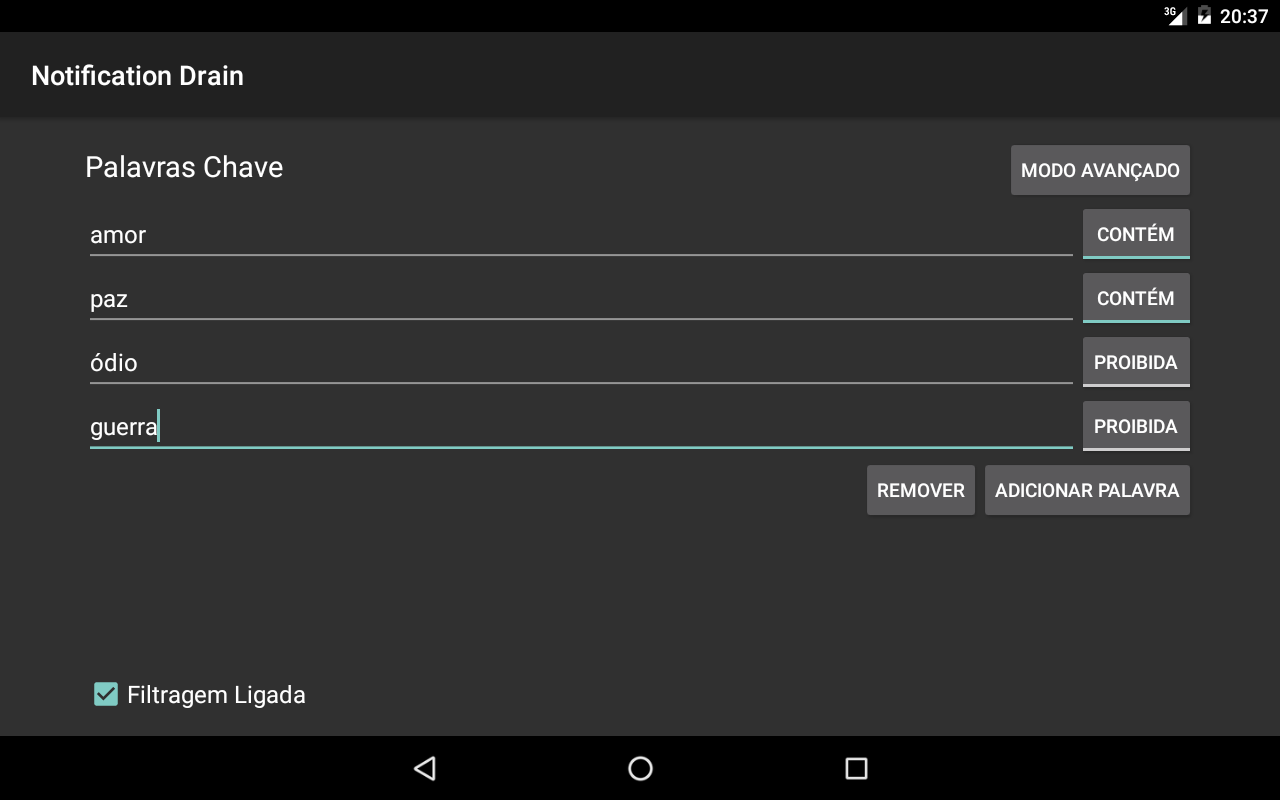 3G 20:37
Notification Drain
Palavras Chave MODO AVANÇADO
amor CONTÉM
paz CONTÉM
ódio PROIBIDA
guerra PROIBIDA
REMOVER ADICIONAR PALAVRA
Filtragem Ligada